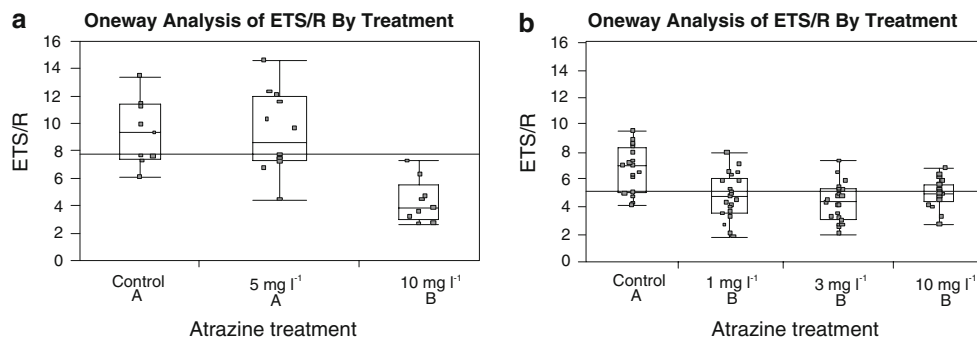 a
Oneway Analysis of ETS/R By Treatment
16
14
12
10
8
6
4
2
0
ETS/R
Control
A
5 mg l⁻¹
A
10 mg l⁻¹
B
Atrazine treatment
b
Oneway Analysis of ETS/R By Treatment
16
14
12
10
8
6
4
2
0
ETS/R
Control
A
1 mg l⁻¹
B
3 mg l⁻¹
B
10 mg l⁻¹
B
Atrazine treatment